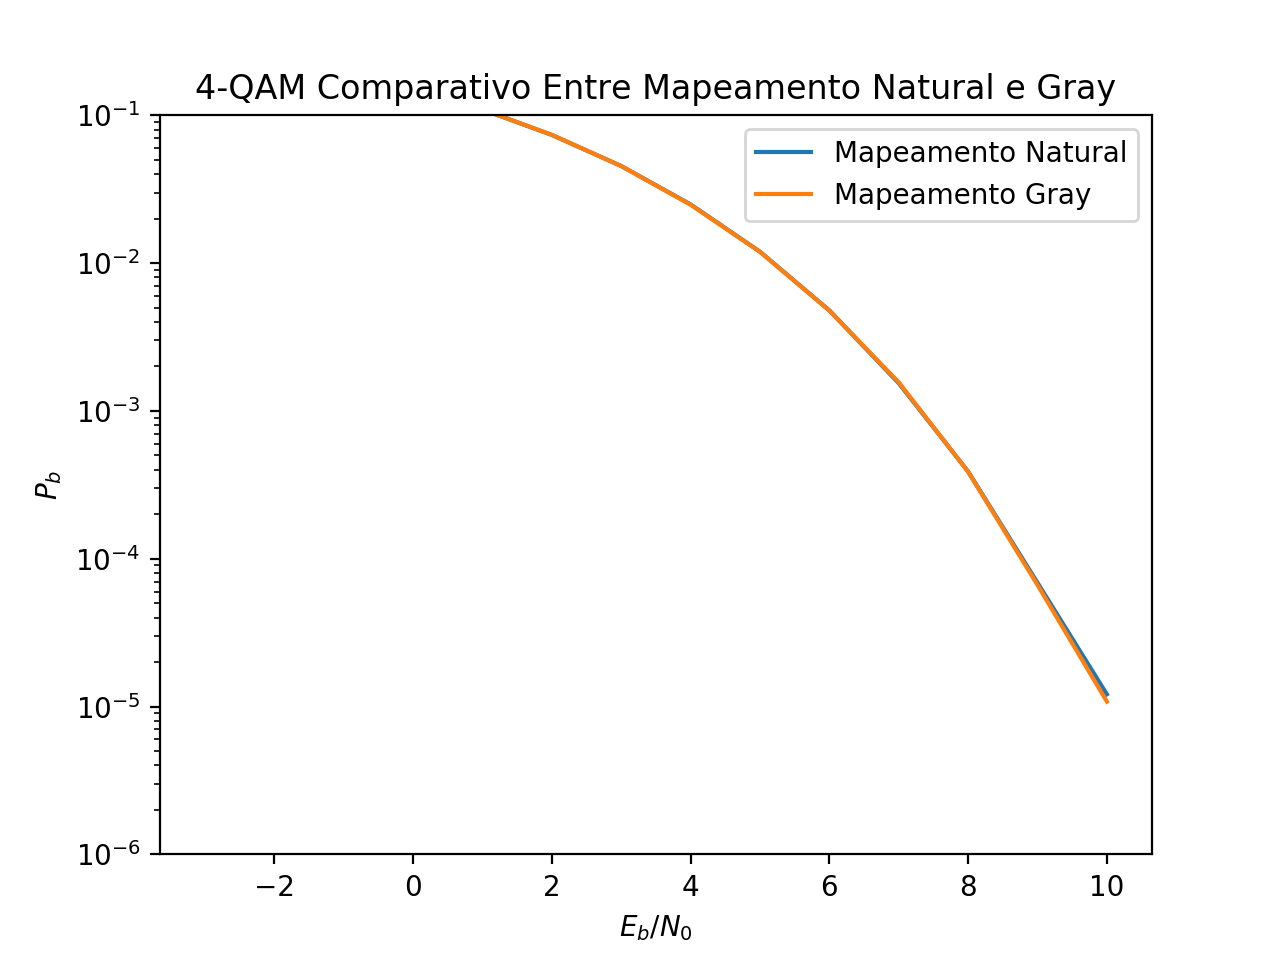 4-QAM Comparativo Entre Mapeamento Natural e Gray
Mapeamento Natural
Mapeamento Gray
P_b
10^{-1}
10^{-2}
10^{-3}
10^{-4}
10^{-5}
10^{-6}
−2 0 2 4 6 8 10
E_b/N_0